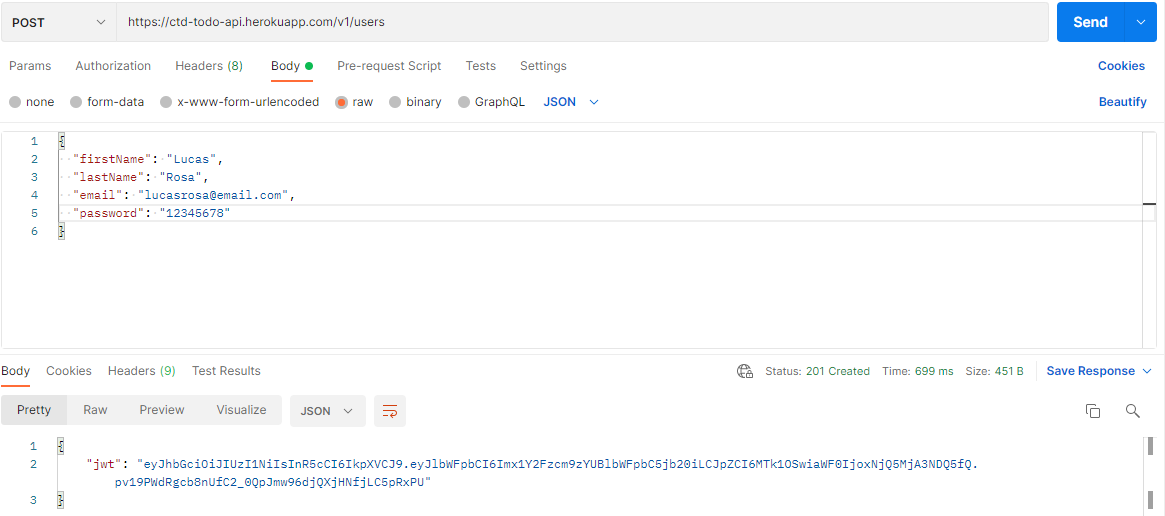 POST https://ctd-todo-api.herokuapp.com/v1/users Send
Params Authorization Headers (8) Body Pre-request Script Tests Settings Cookies
none form-data x-www-form-urlencoded raw binary GraphQL JSON Beautify
1 {
2 "firstName": "Lucas",
3 "lastName": "Rosa",
4 "email": "lucasrosa@email.com",
5 "password": "12345678"
6 }
Body Cookies Headers (9) Test Results Status: 201 Created Time: 699 ms Size: 451 B Save Response
Pretty Raw Preview Visualize JSON
1 {
2 "jwt": "eyJhbGciOiJIUzI1NiIsInR5cCI6IkpXVCJ9.eyJlbWFpbCI6Imx1Y2Fzcm9zYUBlbWFpbC5jb20iLCJpZCI6MTk1OSwiaWF0IjoxNjQ5MjA3NDQ5fQ.
pv19PWdRgcb8nUfC2_0QpJmw96djQXjHNfjLC5pRxPU"
3 }